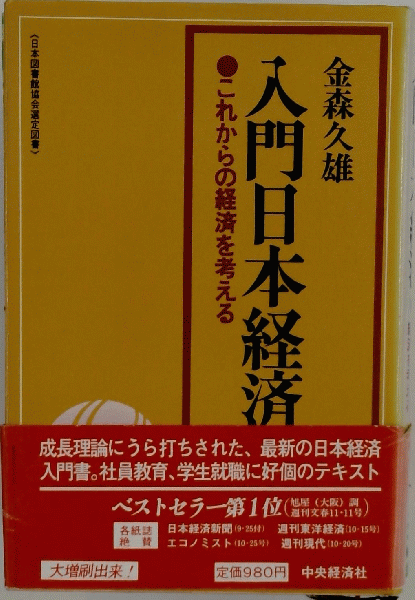 金森久雄
入門日本経済
●これからの経済を考える
《日本図書館協会選定図書》
成長理論にうら打ちされた、最新の日本経済
入門書。社員教育、学生就職に好個のテキスト
ベストセラー第1位(旭屋(大阪)調
週刊文春11・11号)
各紙誌
絶賛
日本経済新聞(9・25付) 週刊東洋経済(10・15号)
エコノミスト(10・25号) 週刊現代(10・20号)
大増刷出来!
定価980円
中央経済社